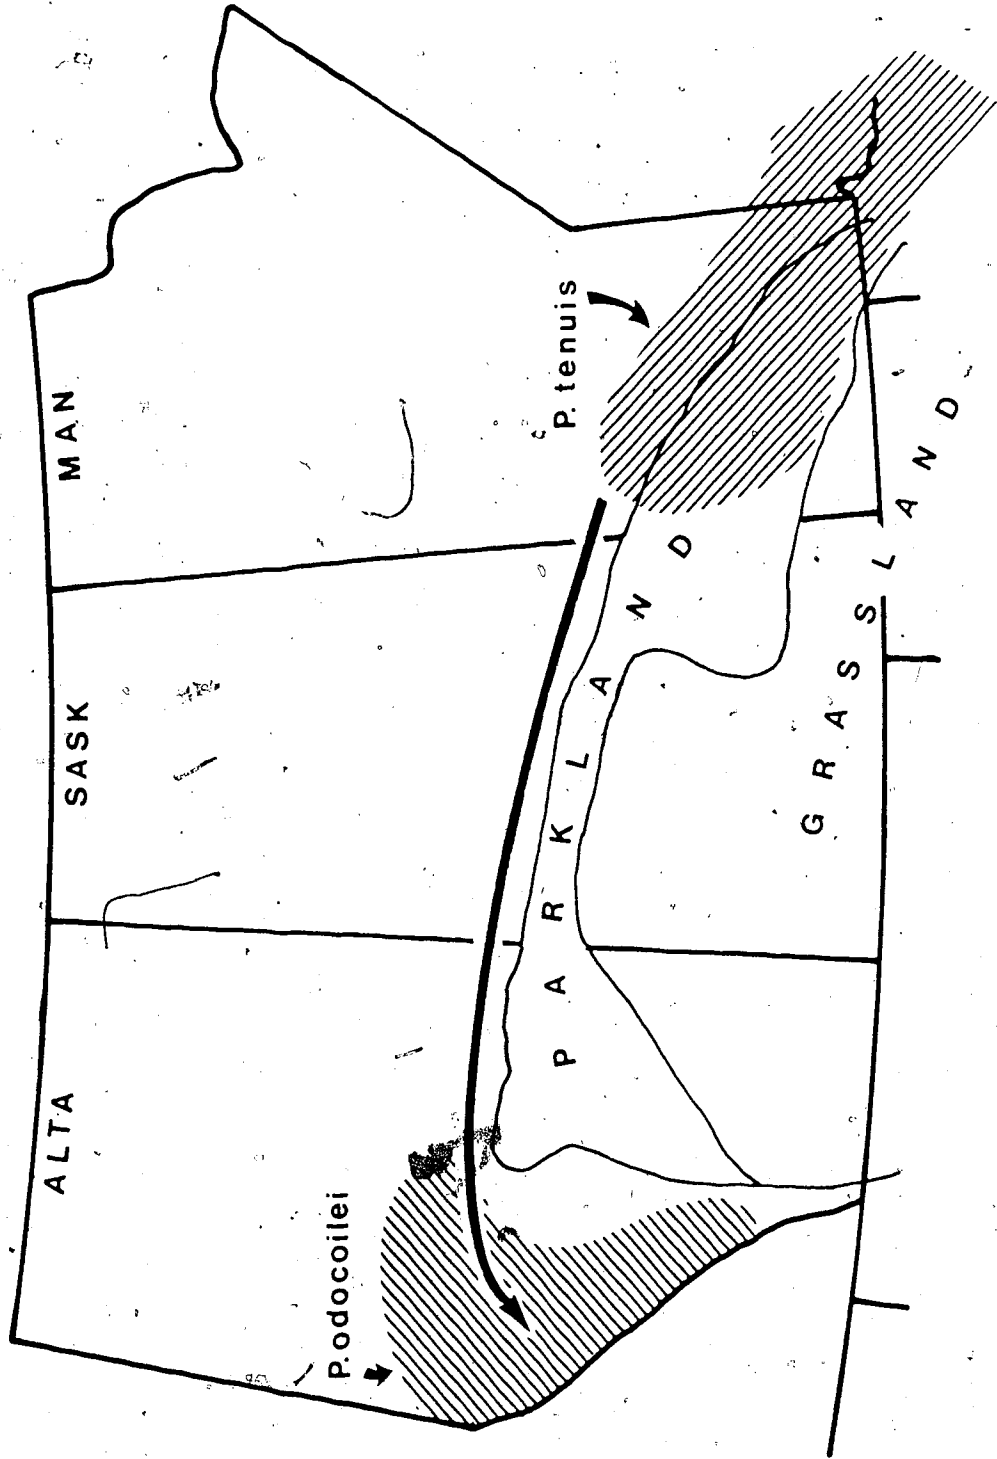 ALTA
SASK
MAN
P. odocoilei
P. tenuis
PARKLAND
GRASSLAND